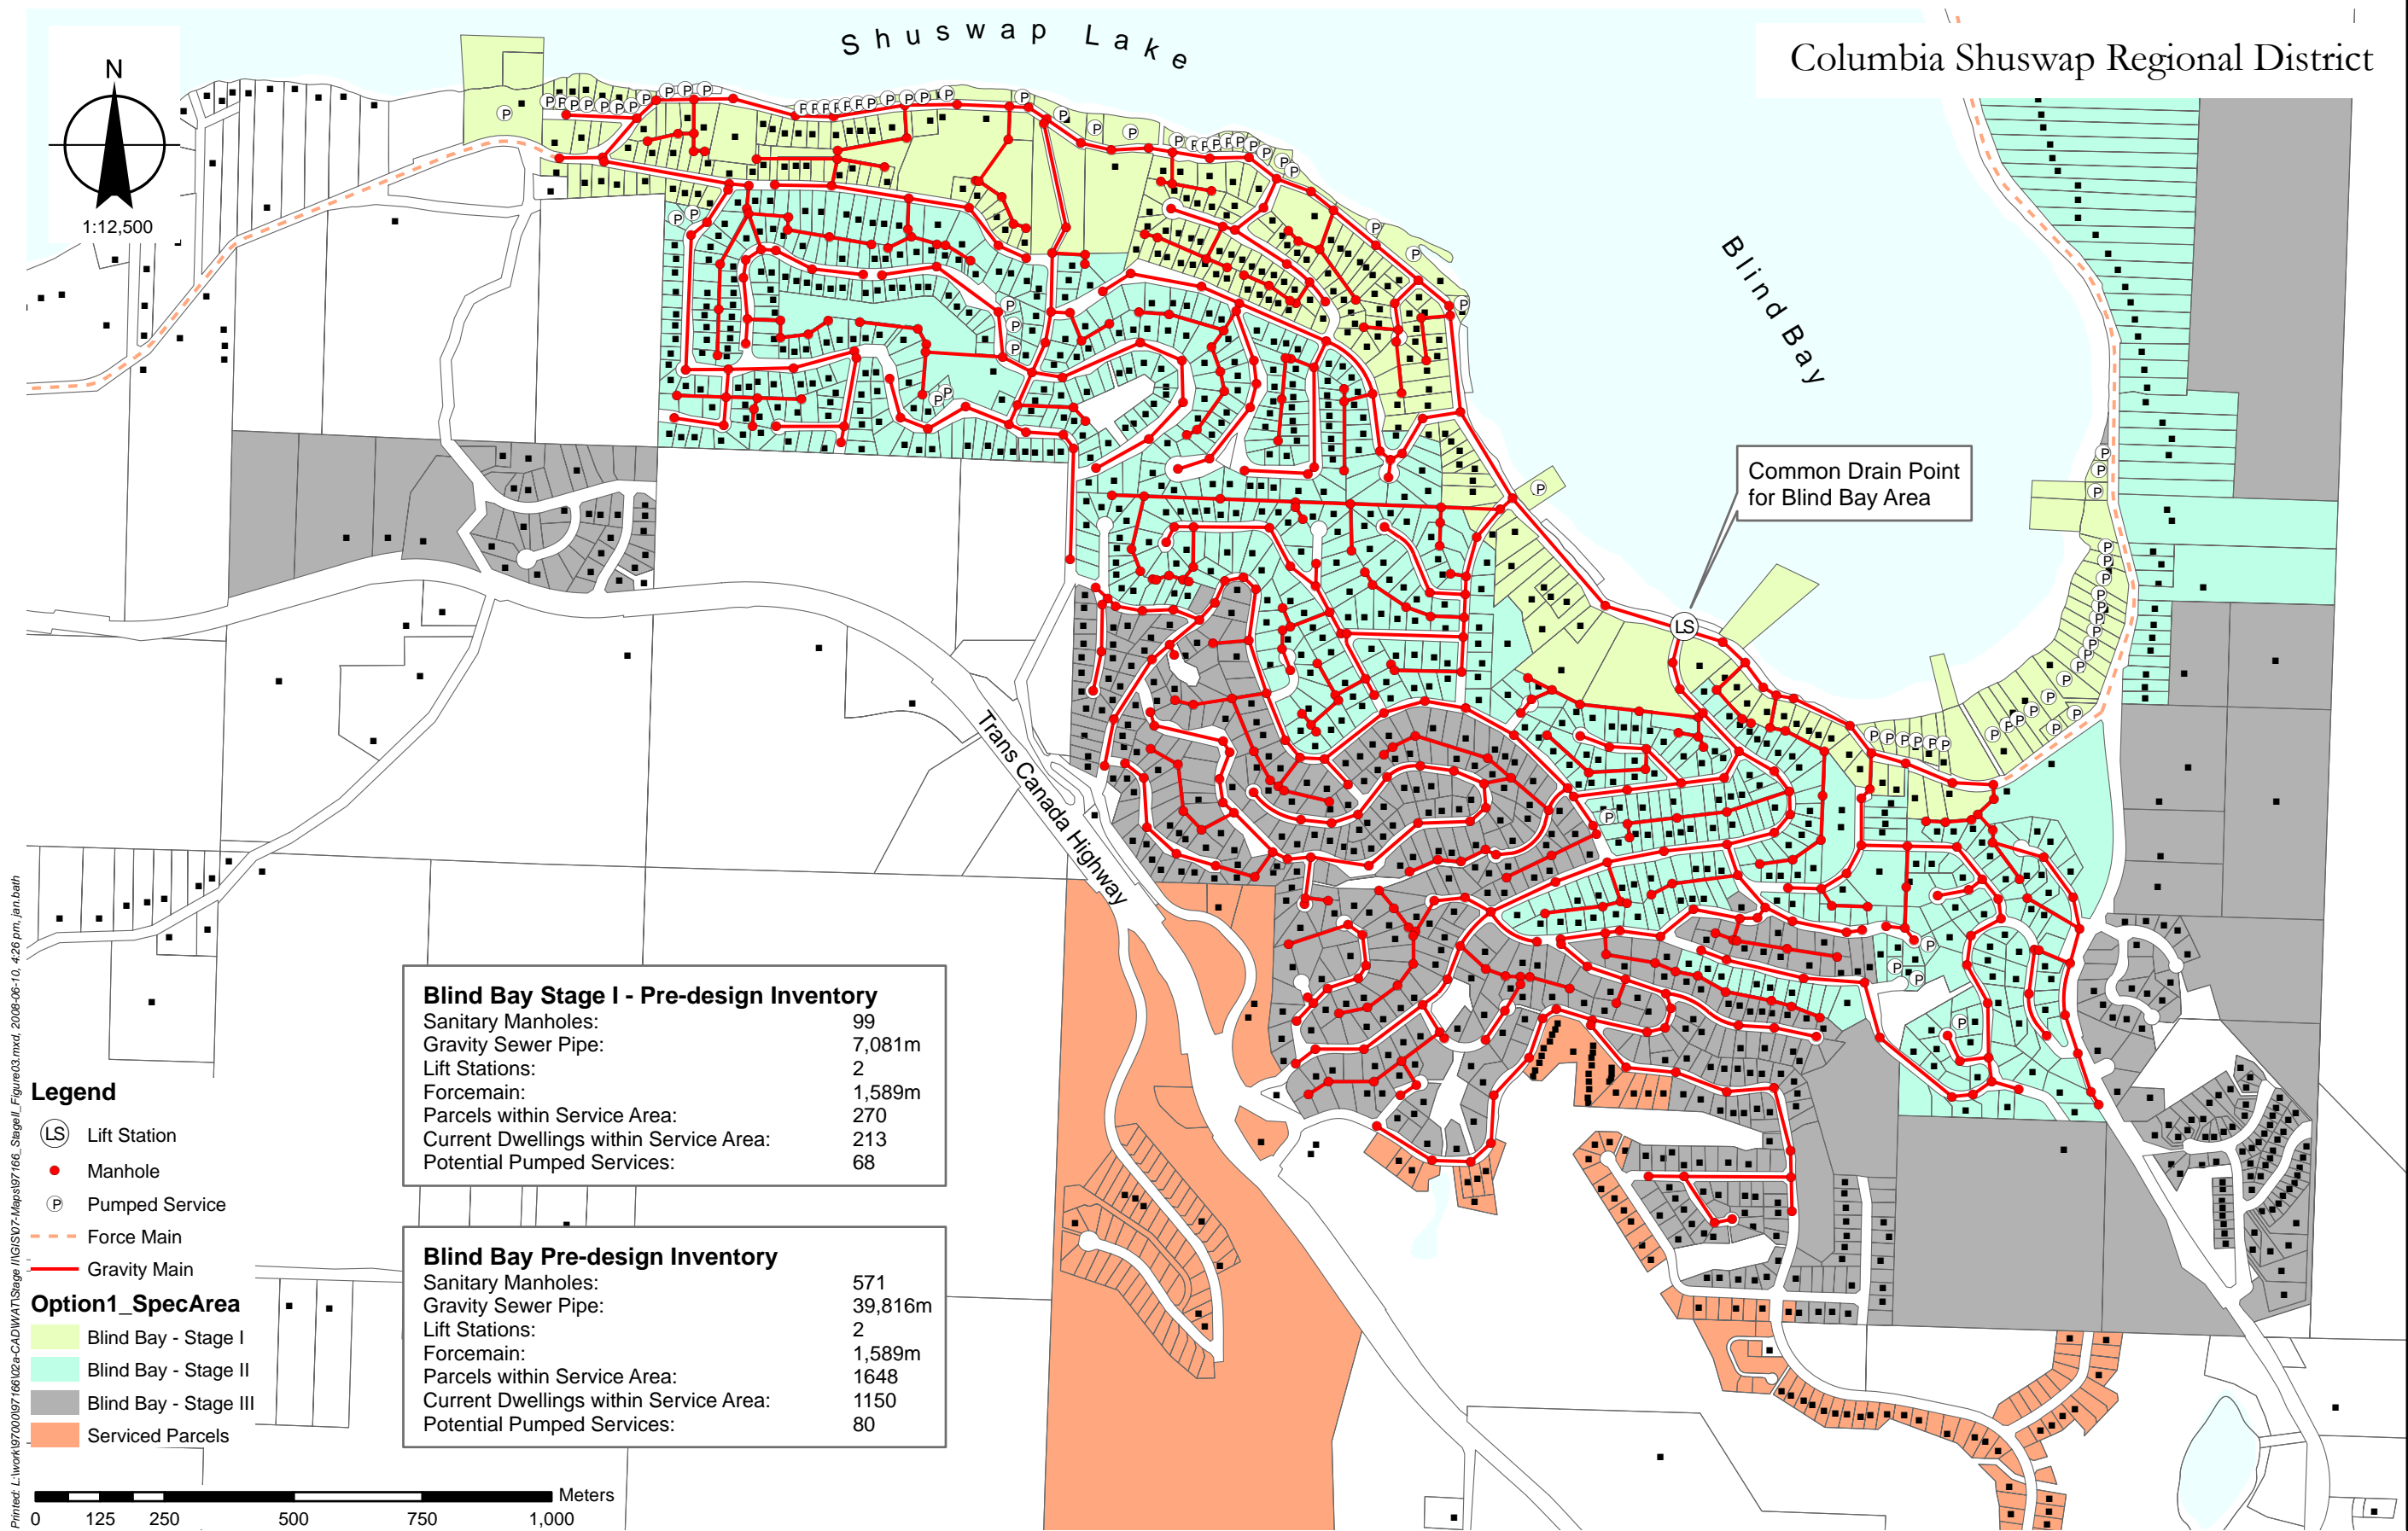 Shuswap Lake
Columbia Shuswap Regional District
N
1:12,500
Blind Bay
Common Drain Point
for Blind Bay Area
LS
Trans Canada Highway
Blind Bay Stage I - Pre-design Inventory
Sanitary Manholes: 99
Gravity Sewer Pipe: 7,081m
Lift Stations: 2
Forcemain: 1,589m
Parcels within Service Area: 270
Current Dwellings within Service Area: 213
Potential Pumped Services: 68
Blind Bay Pre-design Inventory
Sanitary Manholes: 571
Gravity Sewer Pipe: 39,816m
Lift Stations: 2
Forcemain: 1,589m
Parcels within Service Area: 1648
Current Dwellings within Service Area: 1150
Potential Pumped Services: 80
Legend
LS Lift Station
Manhole
P Pumped Service
Force Main
Gravity Main
Option1_SpecArea
Blind Bay - Stage I
Blind Bay - Stage II
Blind Bay - Stage III
Serviced Parcels
Meters
0 125 250 500 750 1,000